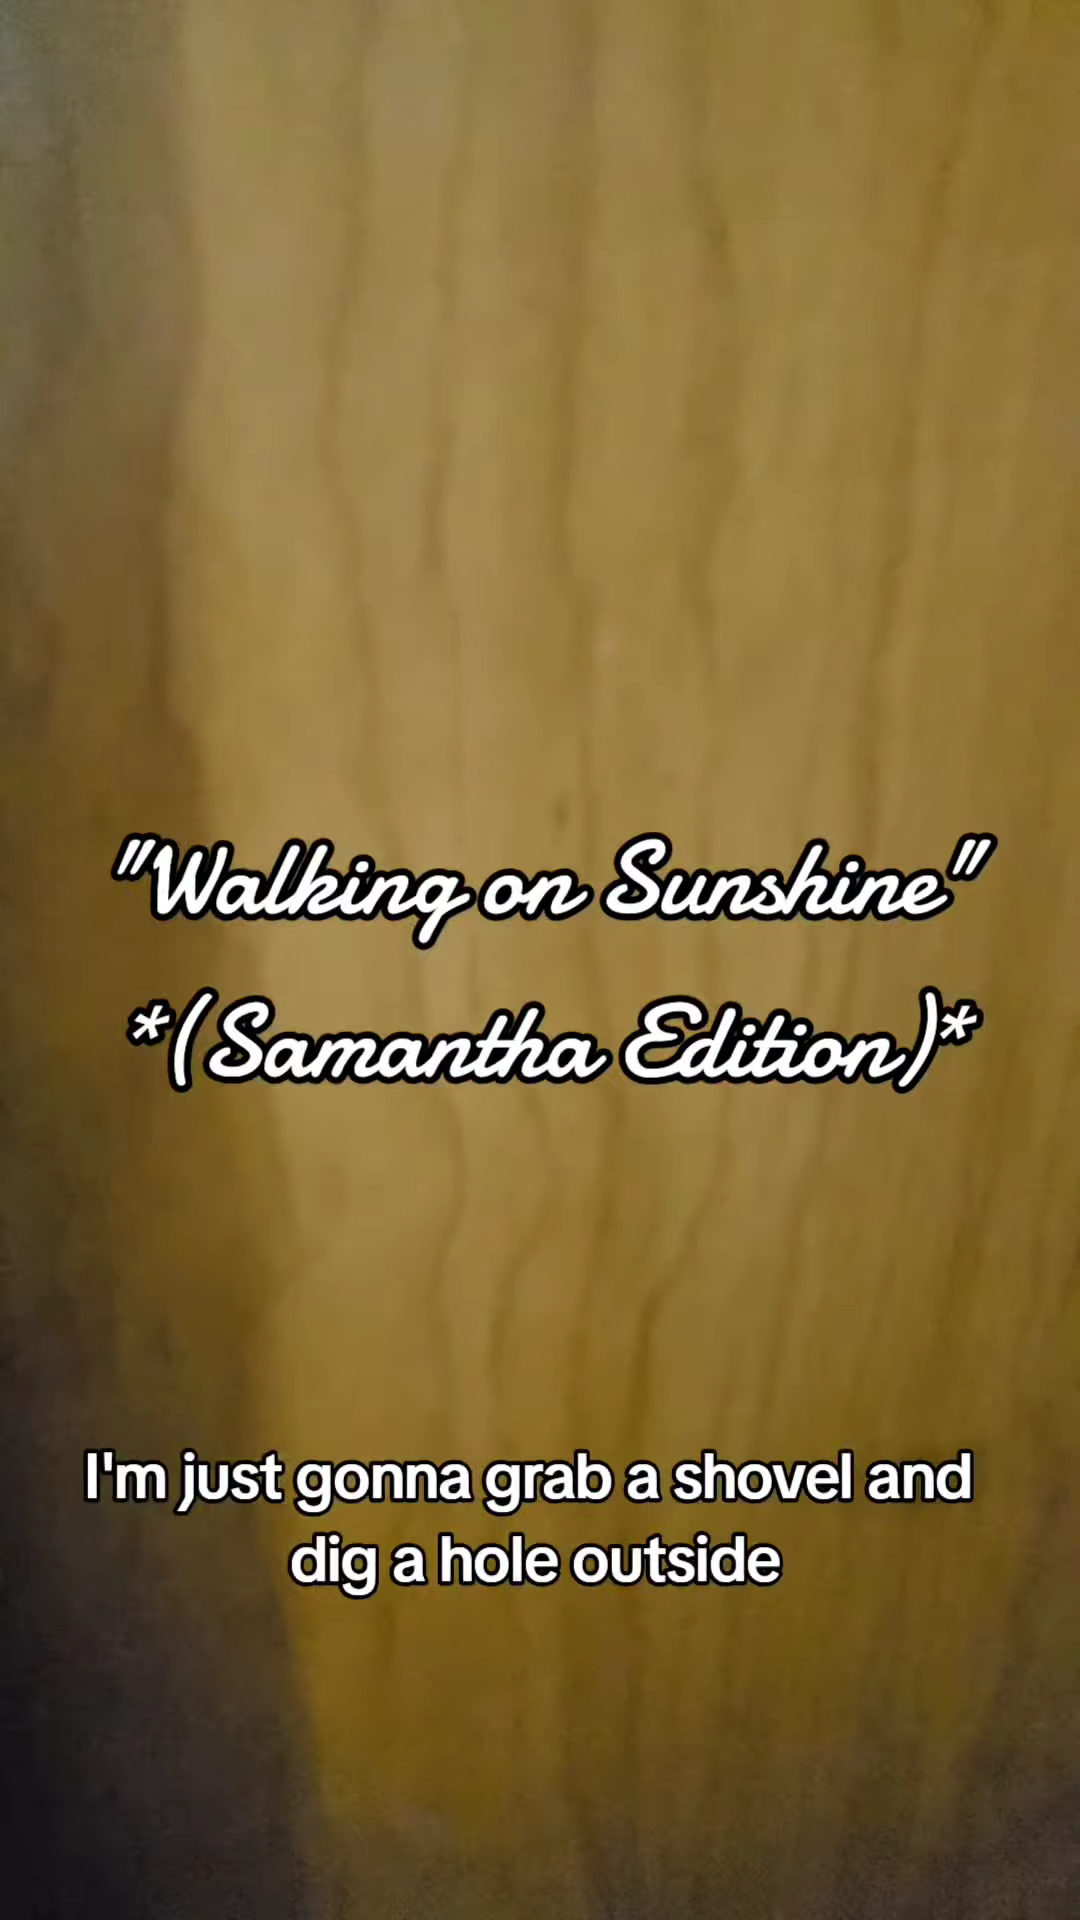 "Walking on Sunshine"
*(Samantha Edition)*
I'm just gonna grab a shovel and
dig a hole outside